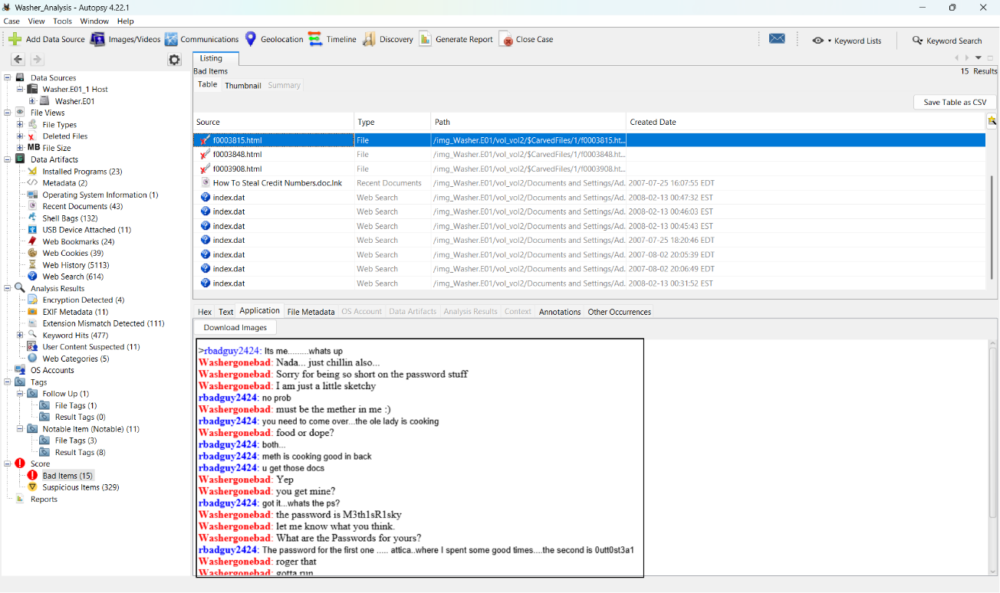 Washer_Analysis - Autopsy 4.22.1
Case View Tools Window Help
Add Data Source Images/Videos Communications Geolocation Timeline Discovery Generate Report Close Case Keyword Lists Keyword Search
Data Sources
Washer.E01_1 Host
Washer.E01
File Views
File Types
Deleted Files
MB File Size
Data Artifacts
Installed Programs (23)
Metadata (2)
Operating System Information (1)
Recent Documents (43)
Shell Bags (132)
USB Device Attached (11)
Web Bookmarks (24)
Web Cookies (39)
Web History (5113)
Web Search (614)
Analysis Results
Encryption Detected (4)
EXIF Metadata (11)
Extension Mismatch Detected (111)
Keyword Hits (477)
User Content Suspected (11)
Web Categories (5)
OS Accounts
Tags
Follow Up (1)
File Tags (1)
Result Tags (0)
Notable Item (Notable) (11)
File Tags (3)
Result Tags (8)
Score
Bad Items (15)
Suspicious Items (329)
Reports
Listing
Bad Items 15 Results
Table Thumbnail Summary
Save Table as CSV
Source Type Path Created Date
f0003815.html File /img_Washer.E01/vol_vol2/$CarvedFiles/1/f0003815.ht...
f0003848.html File /img_Washer.E01/vol_vol2/$CarvedFiles/1/f0003848.ht...
f0003908.html File /img_Washer.E01/vol_vol2/$CarvedFiles/1/f0003908.ht...
How To Steal Credit Numbers.doc.lnk Recent Documents /img_Washer.E01/vol_vol2/Documents and Settings/Ad... 2007-07-25 16:07:55 EDT
index.dat Web Search /img_Washer.E01/vol_vol2/Documents and Settings/Ad... 2008-02-13 00:47:32 EST
index.dat Web Search /img_Washer.E01/vol_vol2/Documents and Settings/Ad... 2008-02-13 00:46:03 EST
index.dat Web Search /img_Washer.E01/vol_vol2/Documents and Settings/Ad... 2008-02-13 00:45:43 EST
index.dat Web Search /img_Washer.E01/vol_vol2/Documents and Settings/Ad... 2007-07-25 18:20:46 EDT
index.dat Web Search /img_Washer.E01/vol_vol2/Documents and Settings/Ad... 2007-08-02 20:05:39 EDT
index.dat Web Search /img_Washer.E01/vol_vol2/Documents and Settings/Ad... 2007-08-02 20:06:49 EDT
index.dat Web Search /img_Washer.E01/vol_vol2/Documents and Settings/Ad... 2008-02-13 00:31:52 EST
Hex Text Application File Metadata OS Account Data Artifacts Analysis Results Context Annotations Other Occurrences
Download Images
>rbadguy2424: Its me.........whats up
Washergonebad: Nada... just chillin also...
Washergonebad: Sorry for being so short on the password stuff
Washergonebad: I am just a little sketchy
rbadguy2424: no prob
Washergonebad: must be the mether in me :)
rbadguy2424: you need to come over...the ole lady is cooking
Washergonebad: food or dope?
rbadguy2424: both...
rbadguy2424: meth is cooking good in back
rbadguy2424: u get those docs
Washergonebad: Yep
Washergonebad: you get mine?
rbadguy2424: got it...whats the ps?
Washergonebad: the password is M3th1sR1sky
Washergonebad: let me know what you think.
Washergonebad: What are the Passwords for yours?
rbadguy2424: The password for the first one ..... attica..where I spent some good times....the second is 0utt0st3a1
Washergonebad: roger that
Washergonebad: gotta run